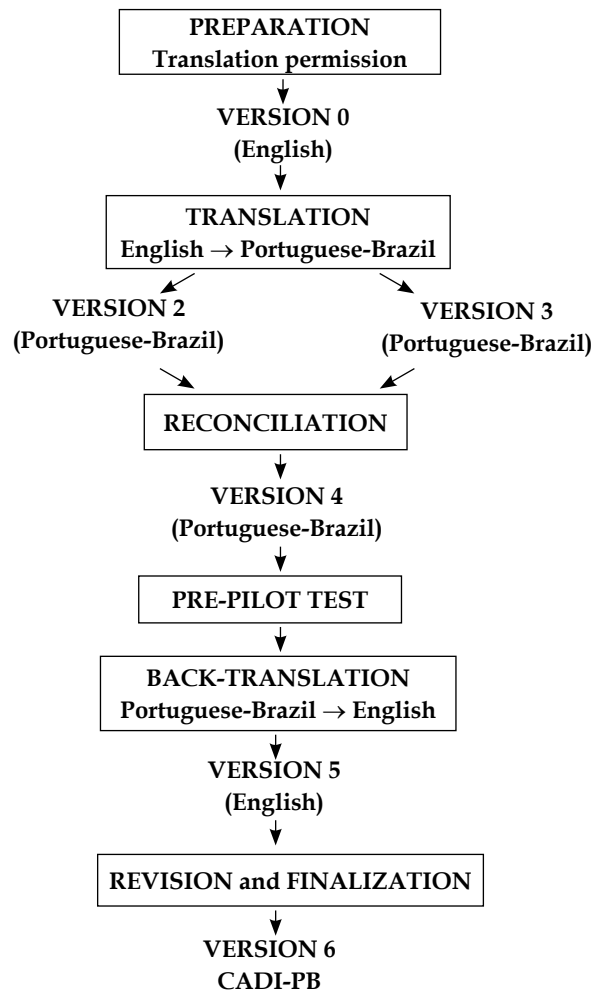 PREPARATION
Translation permission
VERSION 0
(English)
TRANSLATION
English → Portuguese-Brazil
VERSION 2
(Portuguese-Brazil)
VERSION 3
(Portuguese-Brazil)
RECONCILIATION
VERSION 4
(Portuguese-Brazil)
PRE-PILOT TEST
BACK-TRANSLATION
Portuguese-Brazil → English
VERSION 5
(English)
REVISION and FINALIZATION
VERSION 6
CADI-PB